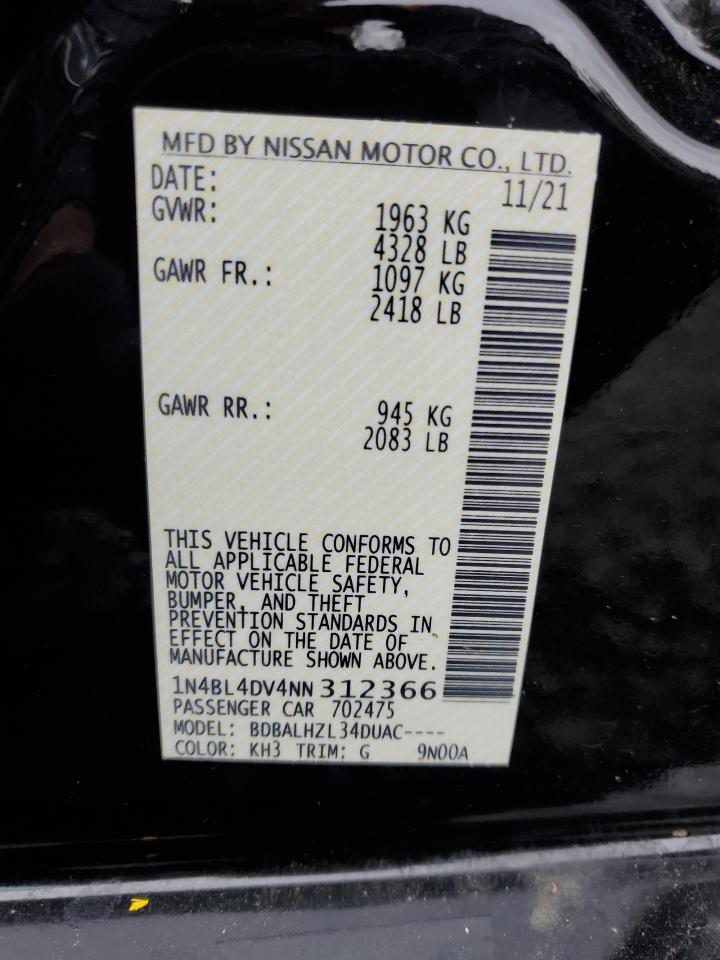 MFD BY NISSAN MOTOR CO., LTD.
DATE: 11/21
GVWR: 1963 KG
4328 LB
GAWR FR.: 1097 KG
2418 LB
GAWR RR.: 945 KG
2083 LB
THIS VEHICLE CONFORMS TO
ALL APPLICABLE FEDERAL
MOTOR VEHICLE SAFETY,
BUMPER, AND THEFT
PREVENTION STANDARDS IN
EFFECT ON THE DATE OF
MANUFACTURE SHOWN ABOVE.
1N4BL4DV4NN312366
PASSENGER CAR 702475
MODEL: BDBALHZL34DUAC----
COLOR: KH3 TRIM: G 9N00A